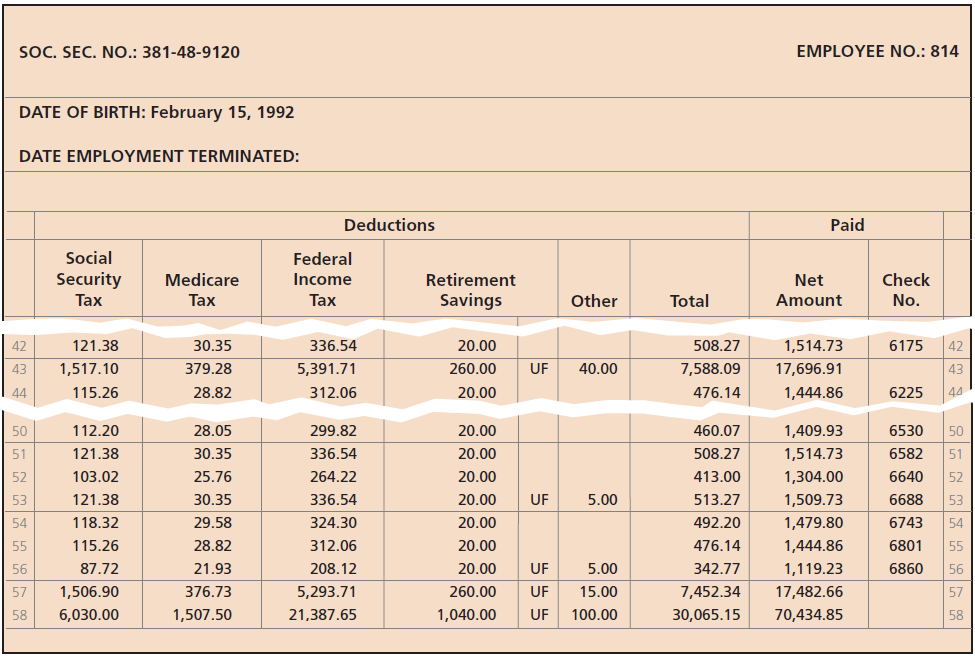 SOC. SEC. NO.: 381-48-9120 EMPLOYEE NO.: 814
DATE OF BIRTH: February 15, 1992
DATE EMPLOYMENT TERMINATED:
Deductions Paid
Social Security Tax Medicare Tax Federal Income Tax Retirement Savings Other Total Net Amount Check No.
42 121.38 30.35 336.54 20.00 508.27 1,514.73 6175 42
43 1,517.10 379.28 5,391.71 260.00 UF 40.00 7,588.09 17,696.91 43
44 115.26 28.82 312.06 20.00 476.14 1,444.86 6225 44
50 112.20 28.05 299.82 20.00 460.07 1,409.93 6530 50
51 121.38 30.35 336.54 20.00 508.27 1,514.73 6582 51
52 103.02 25.76 264.22 20.00 413.00 1,304.00 6640 52
53 121.38 30.35 336.54 20.00 UF 5.00 513.27 1,509.73 6688 53
54 118.32 29.58 324.30 20.00 492.20 1,479.80 6743 54
55 115.26 28.82 312.06 20.00 476.14 1,444.86 6801 55
56 87.72 21.93 208.12 20.00 UF 5.00 342.77 1,119.23 6860 56
57 1,506.90 376.73 5,293.71 260.00 UF 15.00 7,452.34 17,482.66 57
58 6,030.00 1,507.50 21,387.65 1,040.00 UF 100.00 30,065.15 70,434.85 58